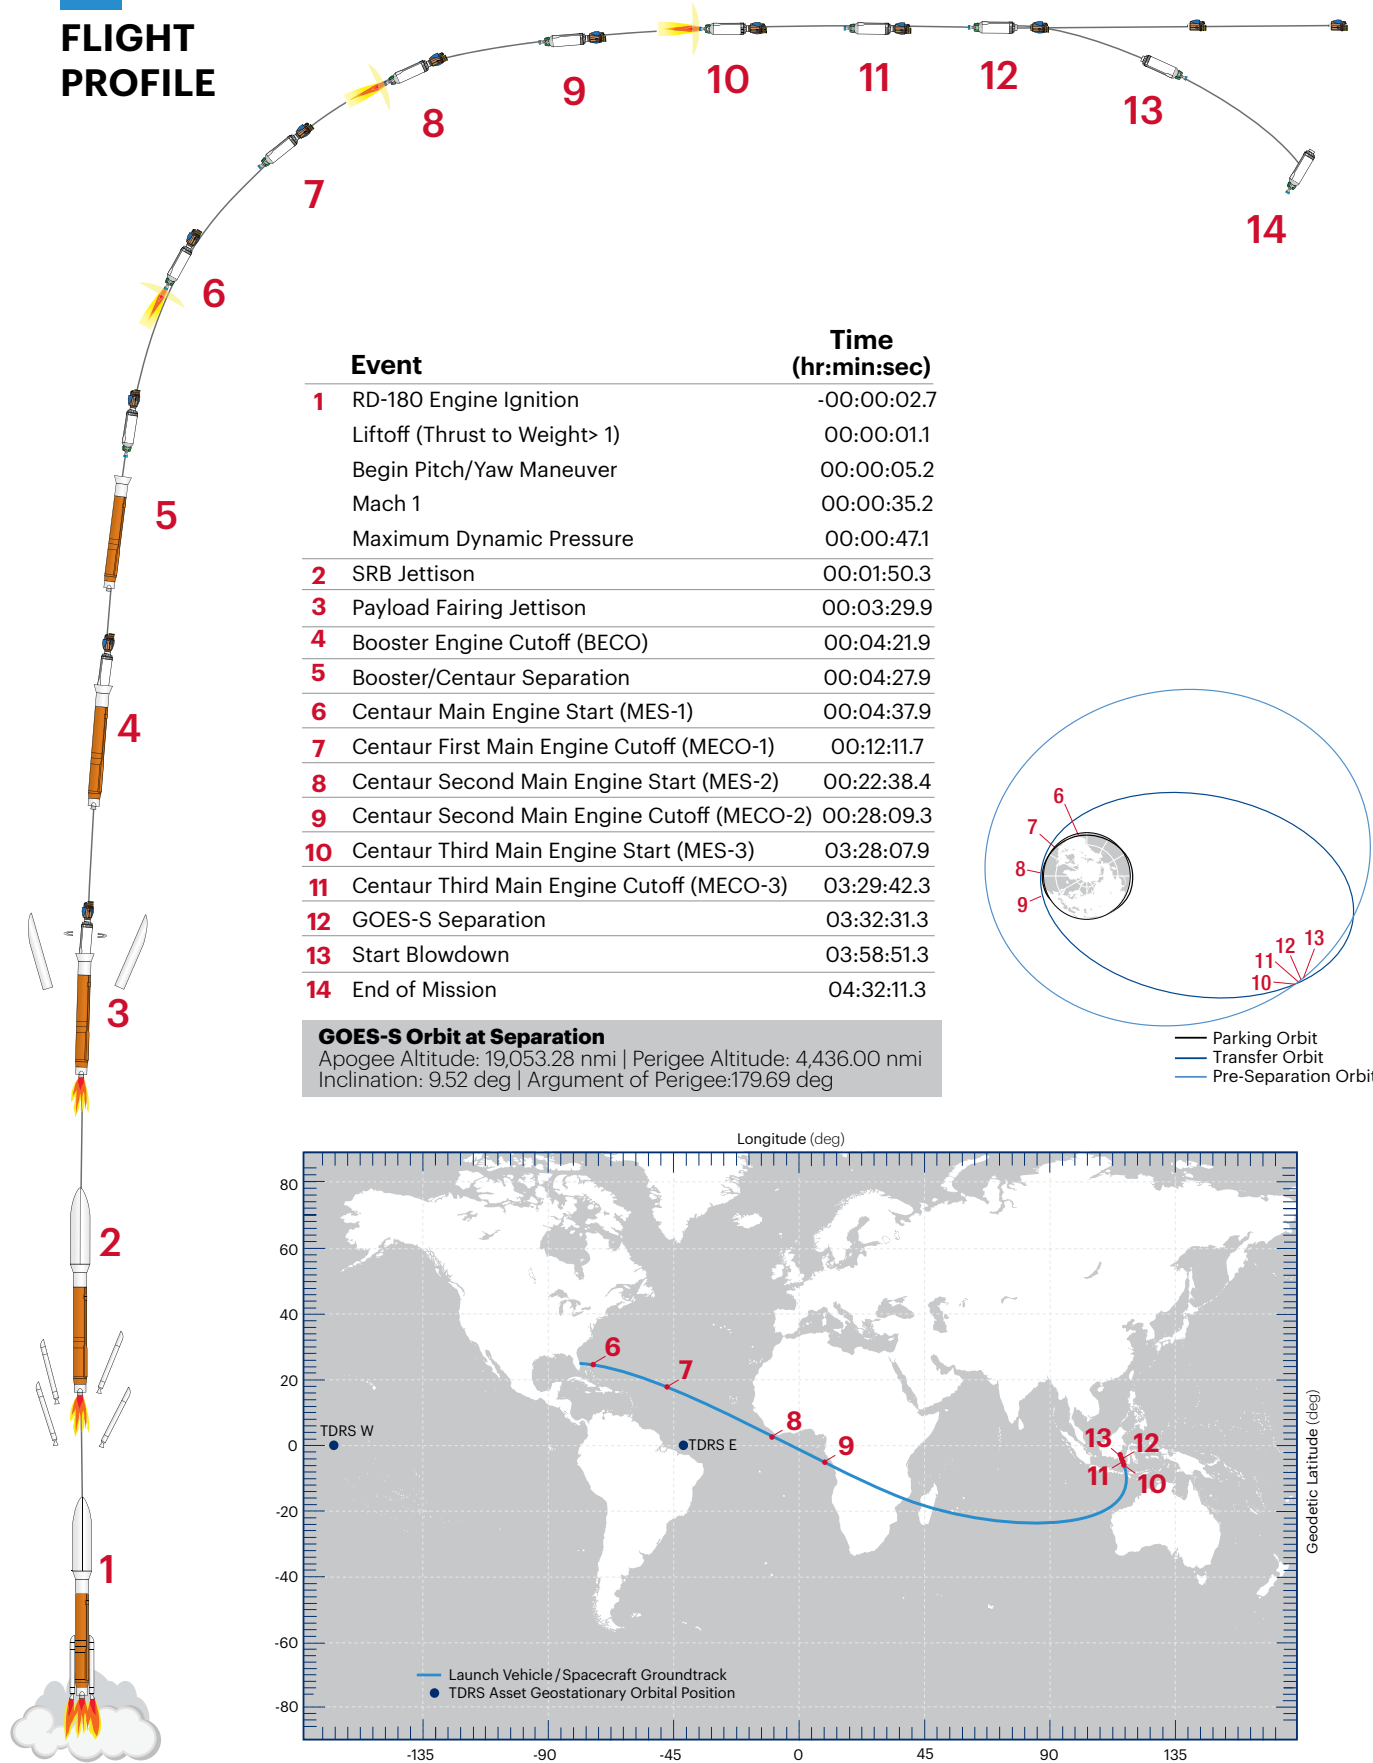 FLIGHT
PROFILE
1
2
3
4
5
6
7
8
9
10
11
12
13
14
Event Time
(hr:min:sec)
1 RD-180 Engine Ignition -00:00:02.7
Liftoff (Thrust to Weight> 1) 00:00:01.1
Begin Pitch/Yaw Maneuver 00:00:05.2
Mach 1 00:00:35.2
Maximum Dynamic Pressure 00:00:47.1
2 SRB Jettison 00:01:50.3
3 Payload Fairing Jettison 00:03:29.9
4 Booster Engine Cutoff (BECO) 00:04:21.9
5 Booster/Centaur Separation 00:04:27.9
6 Centaur Main Engine Start (MES-1) 00:04:37.9
7 Centaur First Main Engine Cutoff (MECO-1) 00:12:11.7
8 Centaur Second Main Engine Start (MES-2) 00:22:38.4
9 Centaur Second Main Engine Cutoff (MECO-2) 00:28:09.3
10 Centaur Third Main Engine Start (MES-3) 03:28:07.9
11 Centaur Third Main Engine Cutoff (MECO-3) 03:29:42.3
12 GOES-S Separation 03:32:31.3
13 Start Blowdown 03:58:51.3
14 End of Mission 04:32:11.3
GOES-S Orbit at Separation
Apogee Altitude: 19,053.28 nmi | Perigee Altitude: 4,436.00 nmi
Inclination: 9.52 deg | Argument of Perigee:179.69 deg
6
7
8
9
13
12
11
10
Parking Orbit
Transfer Orbit
Pre-Separation Orbit
Longitude (deg)
80
60
40
20
0
-20
-40
-60
-80
6
7
8
9
13
12
11
10
TDRS W
TDRS E
Geodetic Latitude (deg)
Launch Vehicle/Spacecraft Groundtrack
TDRS Asset Geostationary Orbital Position
-135 -90 -45 0 45 90 135